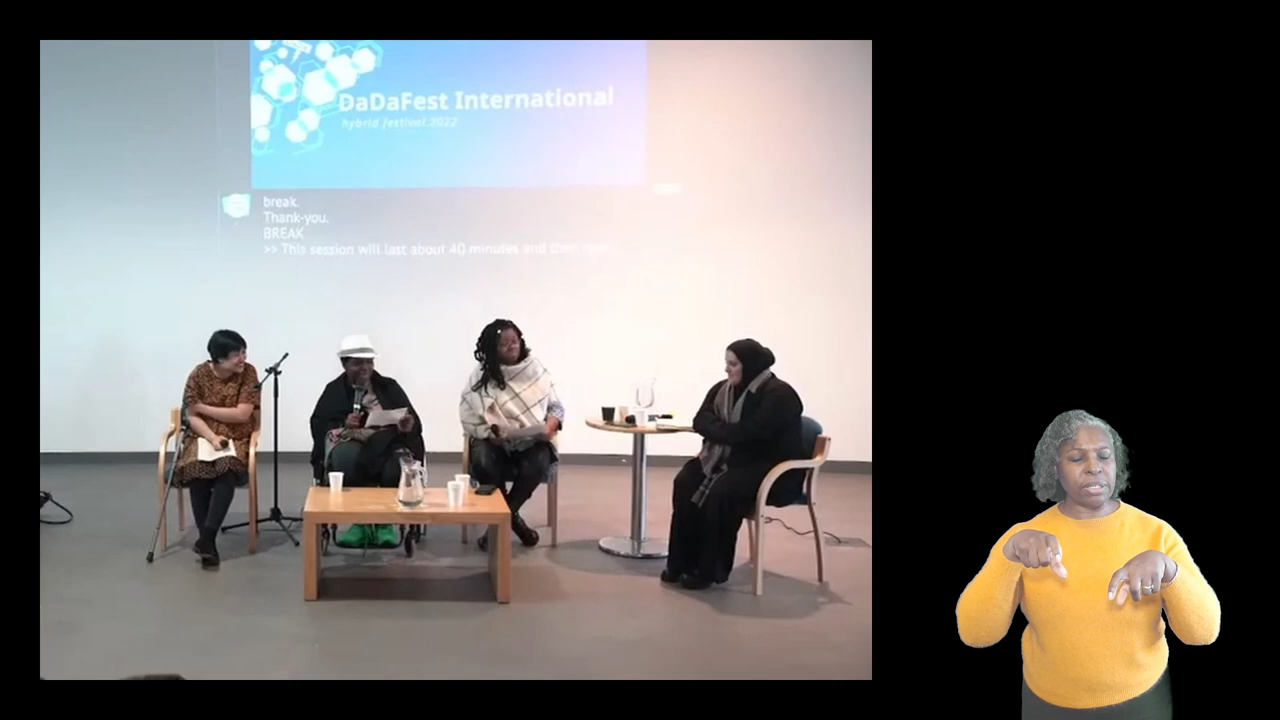 DaDaFest International
hybrid festival 2022
break.
Thank-you.
BREAK
>> This session will last about 40 minutes and then